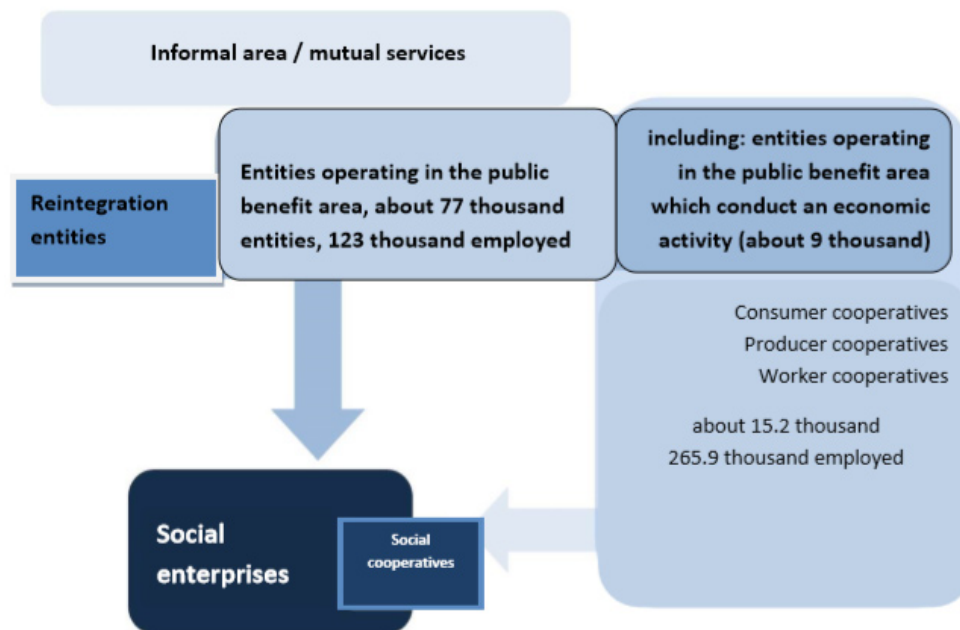 Informal area / mutual services
Reintegration
entities
Entities operating in the public
benefit area, about 77 thousand
entities, 123 thousand employed
including: entities operating
in the public benefit area
which conduct an economic
activity (about 9 thousand)
Consumer cooperatives
Producer cooperatives
Worker cooperatives
about 15.2 thousand
265.9 thousand employed
Social
enterprises
Social
cooperatives